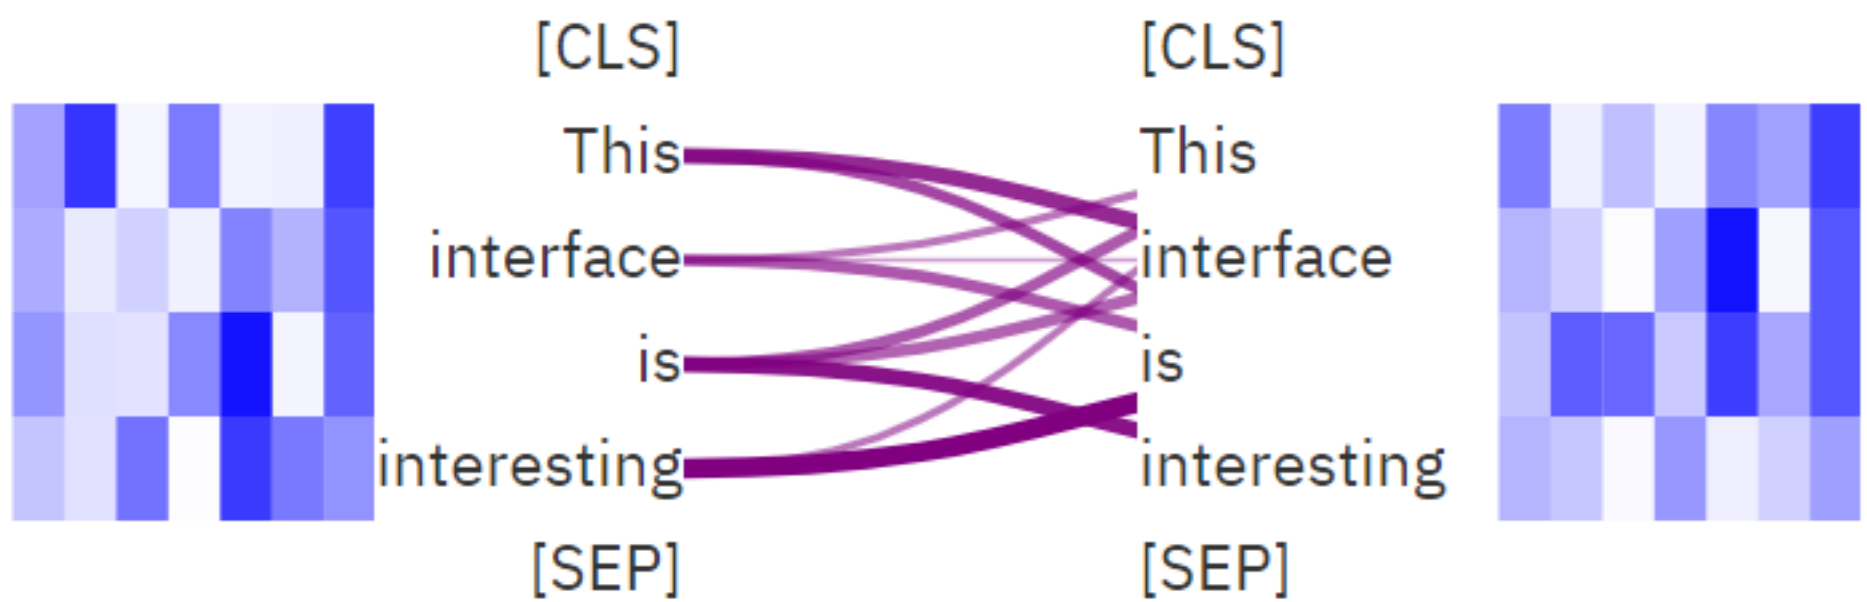 [CLS] [CLS]
This This
interface interface
is is
interesting interesting
[SEP] [SEP]